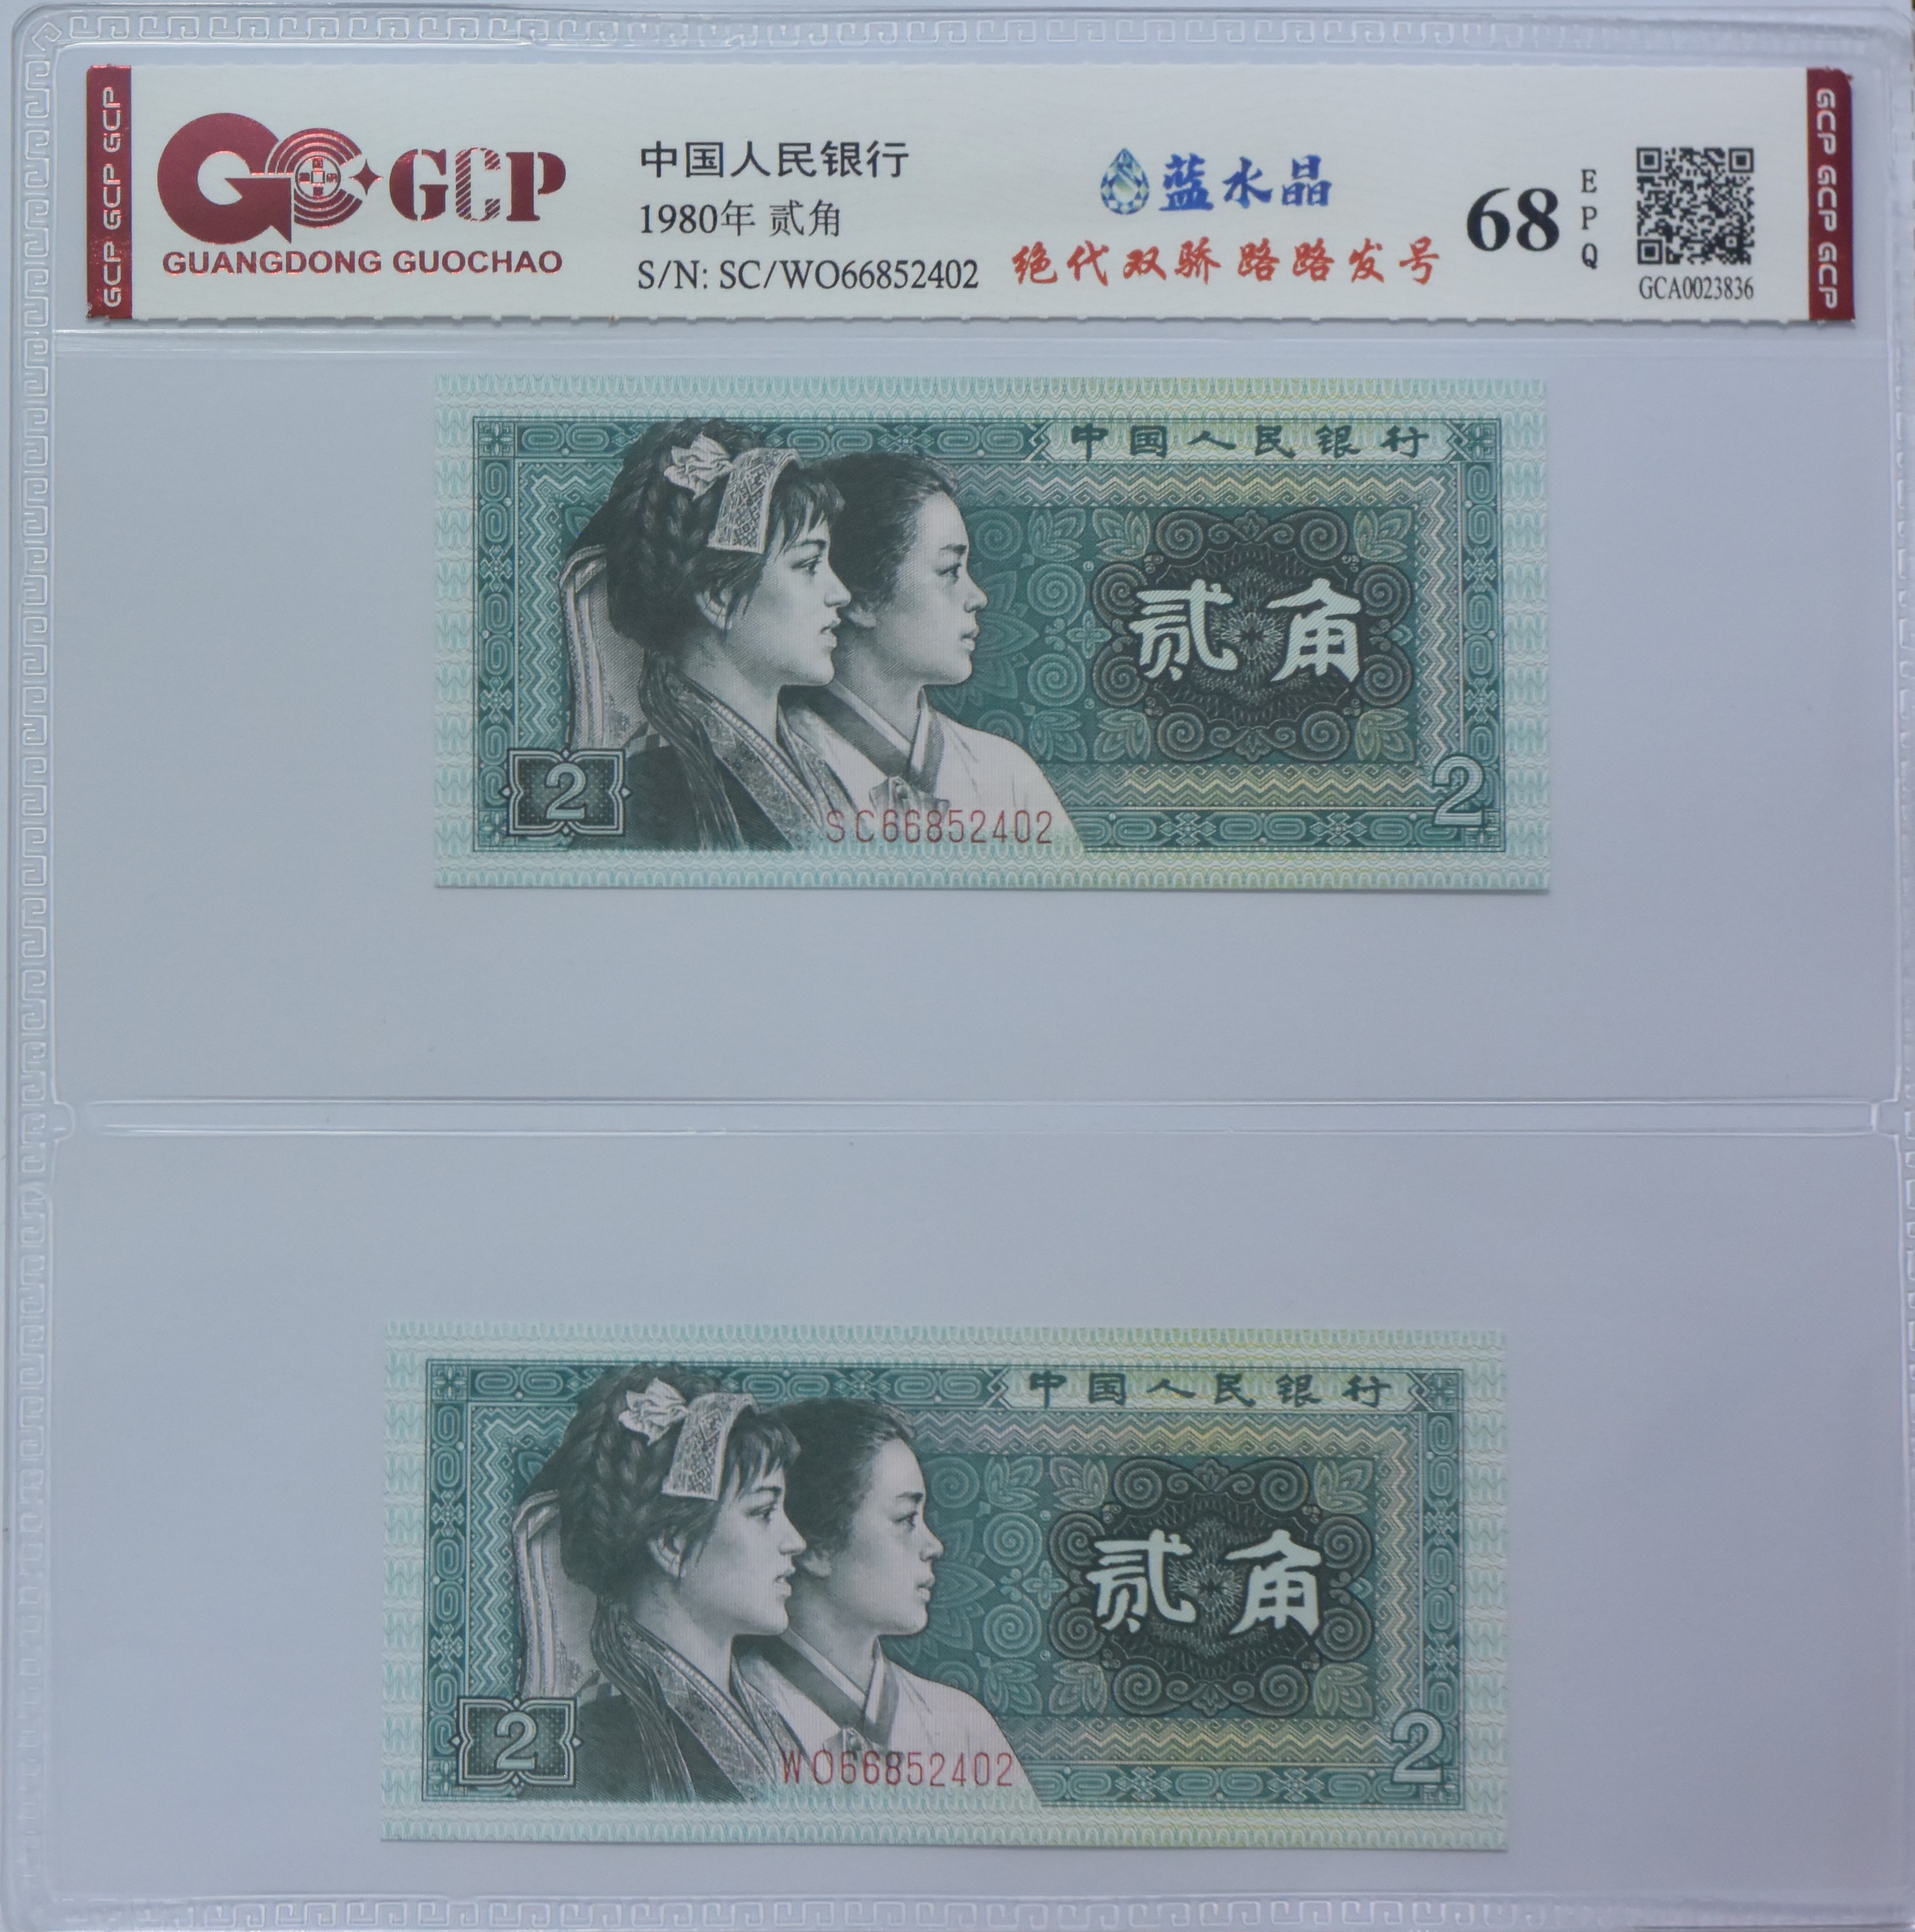 GCP GCP GCP
GCP
GUANGDONG GUOCHAO
中国人民银行
1980年 贰角
S/N: SC/WO66852402
蓝水晶
绝代双骄 路路发号
68
EPQ
GCA0023836
GCP GCP GCP
中国人民银行
贰角
2
SC66852402
2
中国人民银行
贰角
2
WO66852402
2